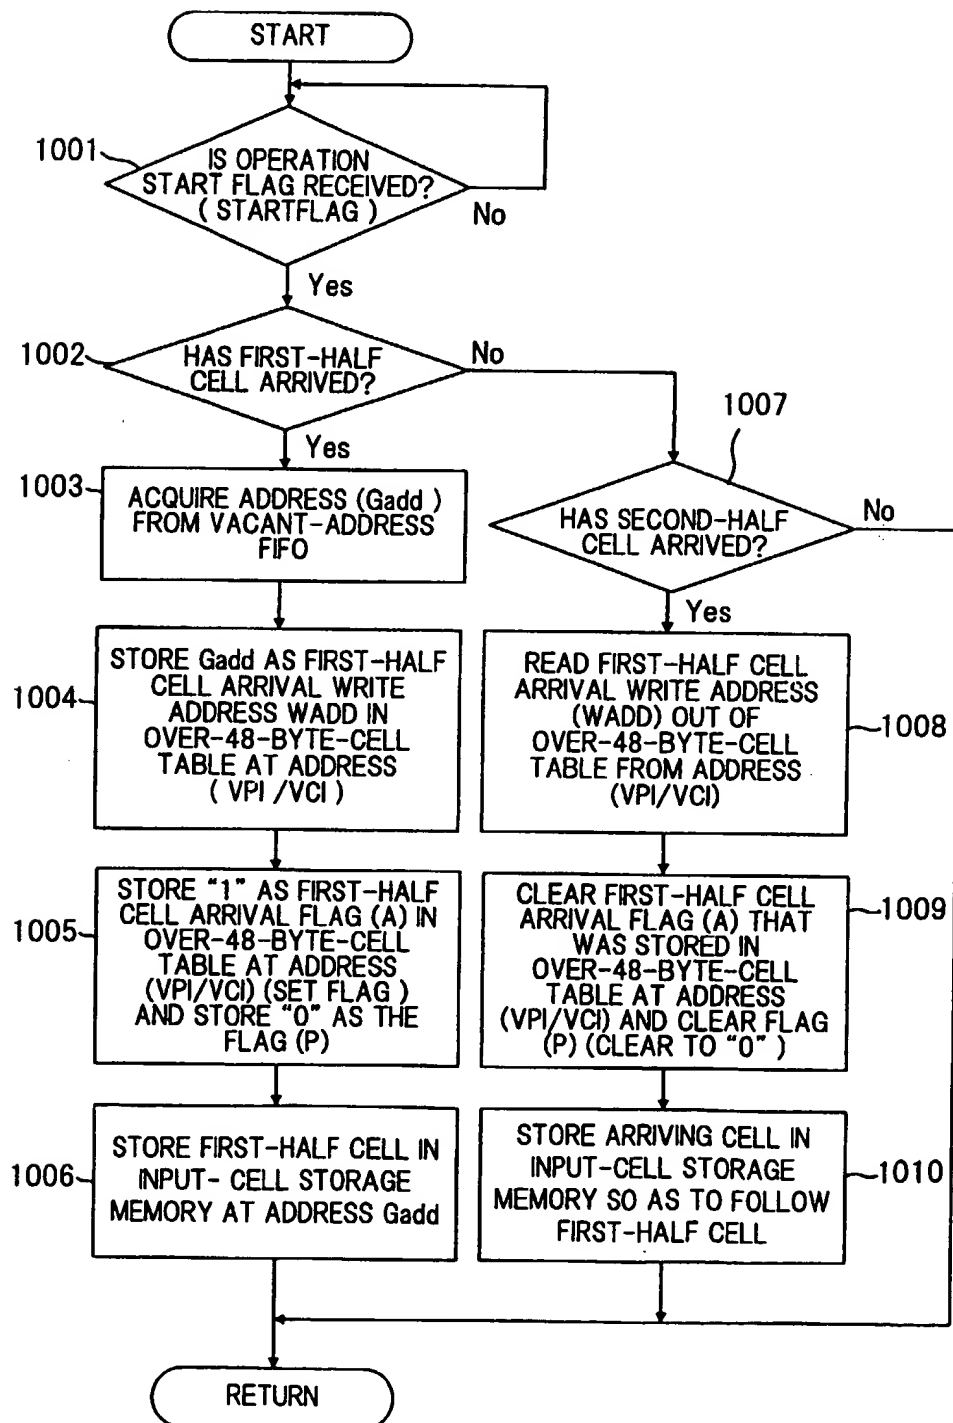 START
1001
IS OPERATION
START FLAG RECEIVED?
( STARTFLAG )
No
Yes
1002
HAS FIRST-HALF
CELL ARRIVED?
No
Yes
1003
ACQUIRE ADDRESS (Gadd )
FROM VACANT-ADDRESS
FIFO
1004
STORE Gadd AS FIRST-HALF
CELL ARRIVAL WRITE
ADDRESS WADD IN
OVER-48-BYTE-CELL
TABLE AT ADDRESS
( VPI /VCI )
1005
STORE "1" AS FIRST-HALF
CELL ARRIVAL FLAG (A) IN
OVER-48-BYTE-CELL
TABLE AT ADDRESS
(VPI/VCI) (SET FLAG )
AND STORE "0" AS THE
FLAG (P)
1006
STORE FIRST-HALF CELL IN
INPUT- CELL STORAGE
MEMORY AT ADDRESS Gadd
1007
HAS SECOND-HALF
CELL ARRIVED?
No
Yes
READ FIRST-HALF CELL
ARRIVAL WRITE ADDRESS
(WADD) OUT OF
OVER-48-BYTE-CELL
TABLE FROM ADDRESS
(VPI/VCI)
1008
CLEAR FIRST-HALF CELL
ARRIVAL FLAG (A) THAT
WAS STORED IN
OVER-48-BYTE-CELL
TABLE AT ADDRESS
(VPI/VCI) AND CLEAR FLAG
(P) (CLEAR TO "0" )
1009
STORE ARRIVING CELL IN
INPUT-CELL STORAGE
MEMORY SO AS TO FOLLOW
FIRST-HALF CELL
1010
RETURN